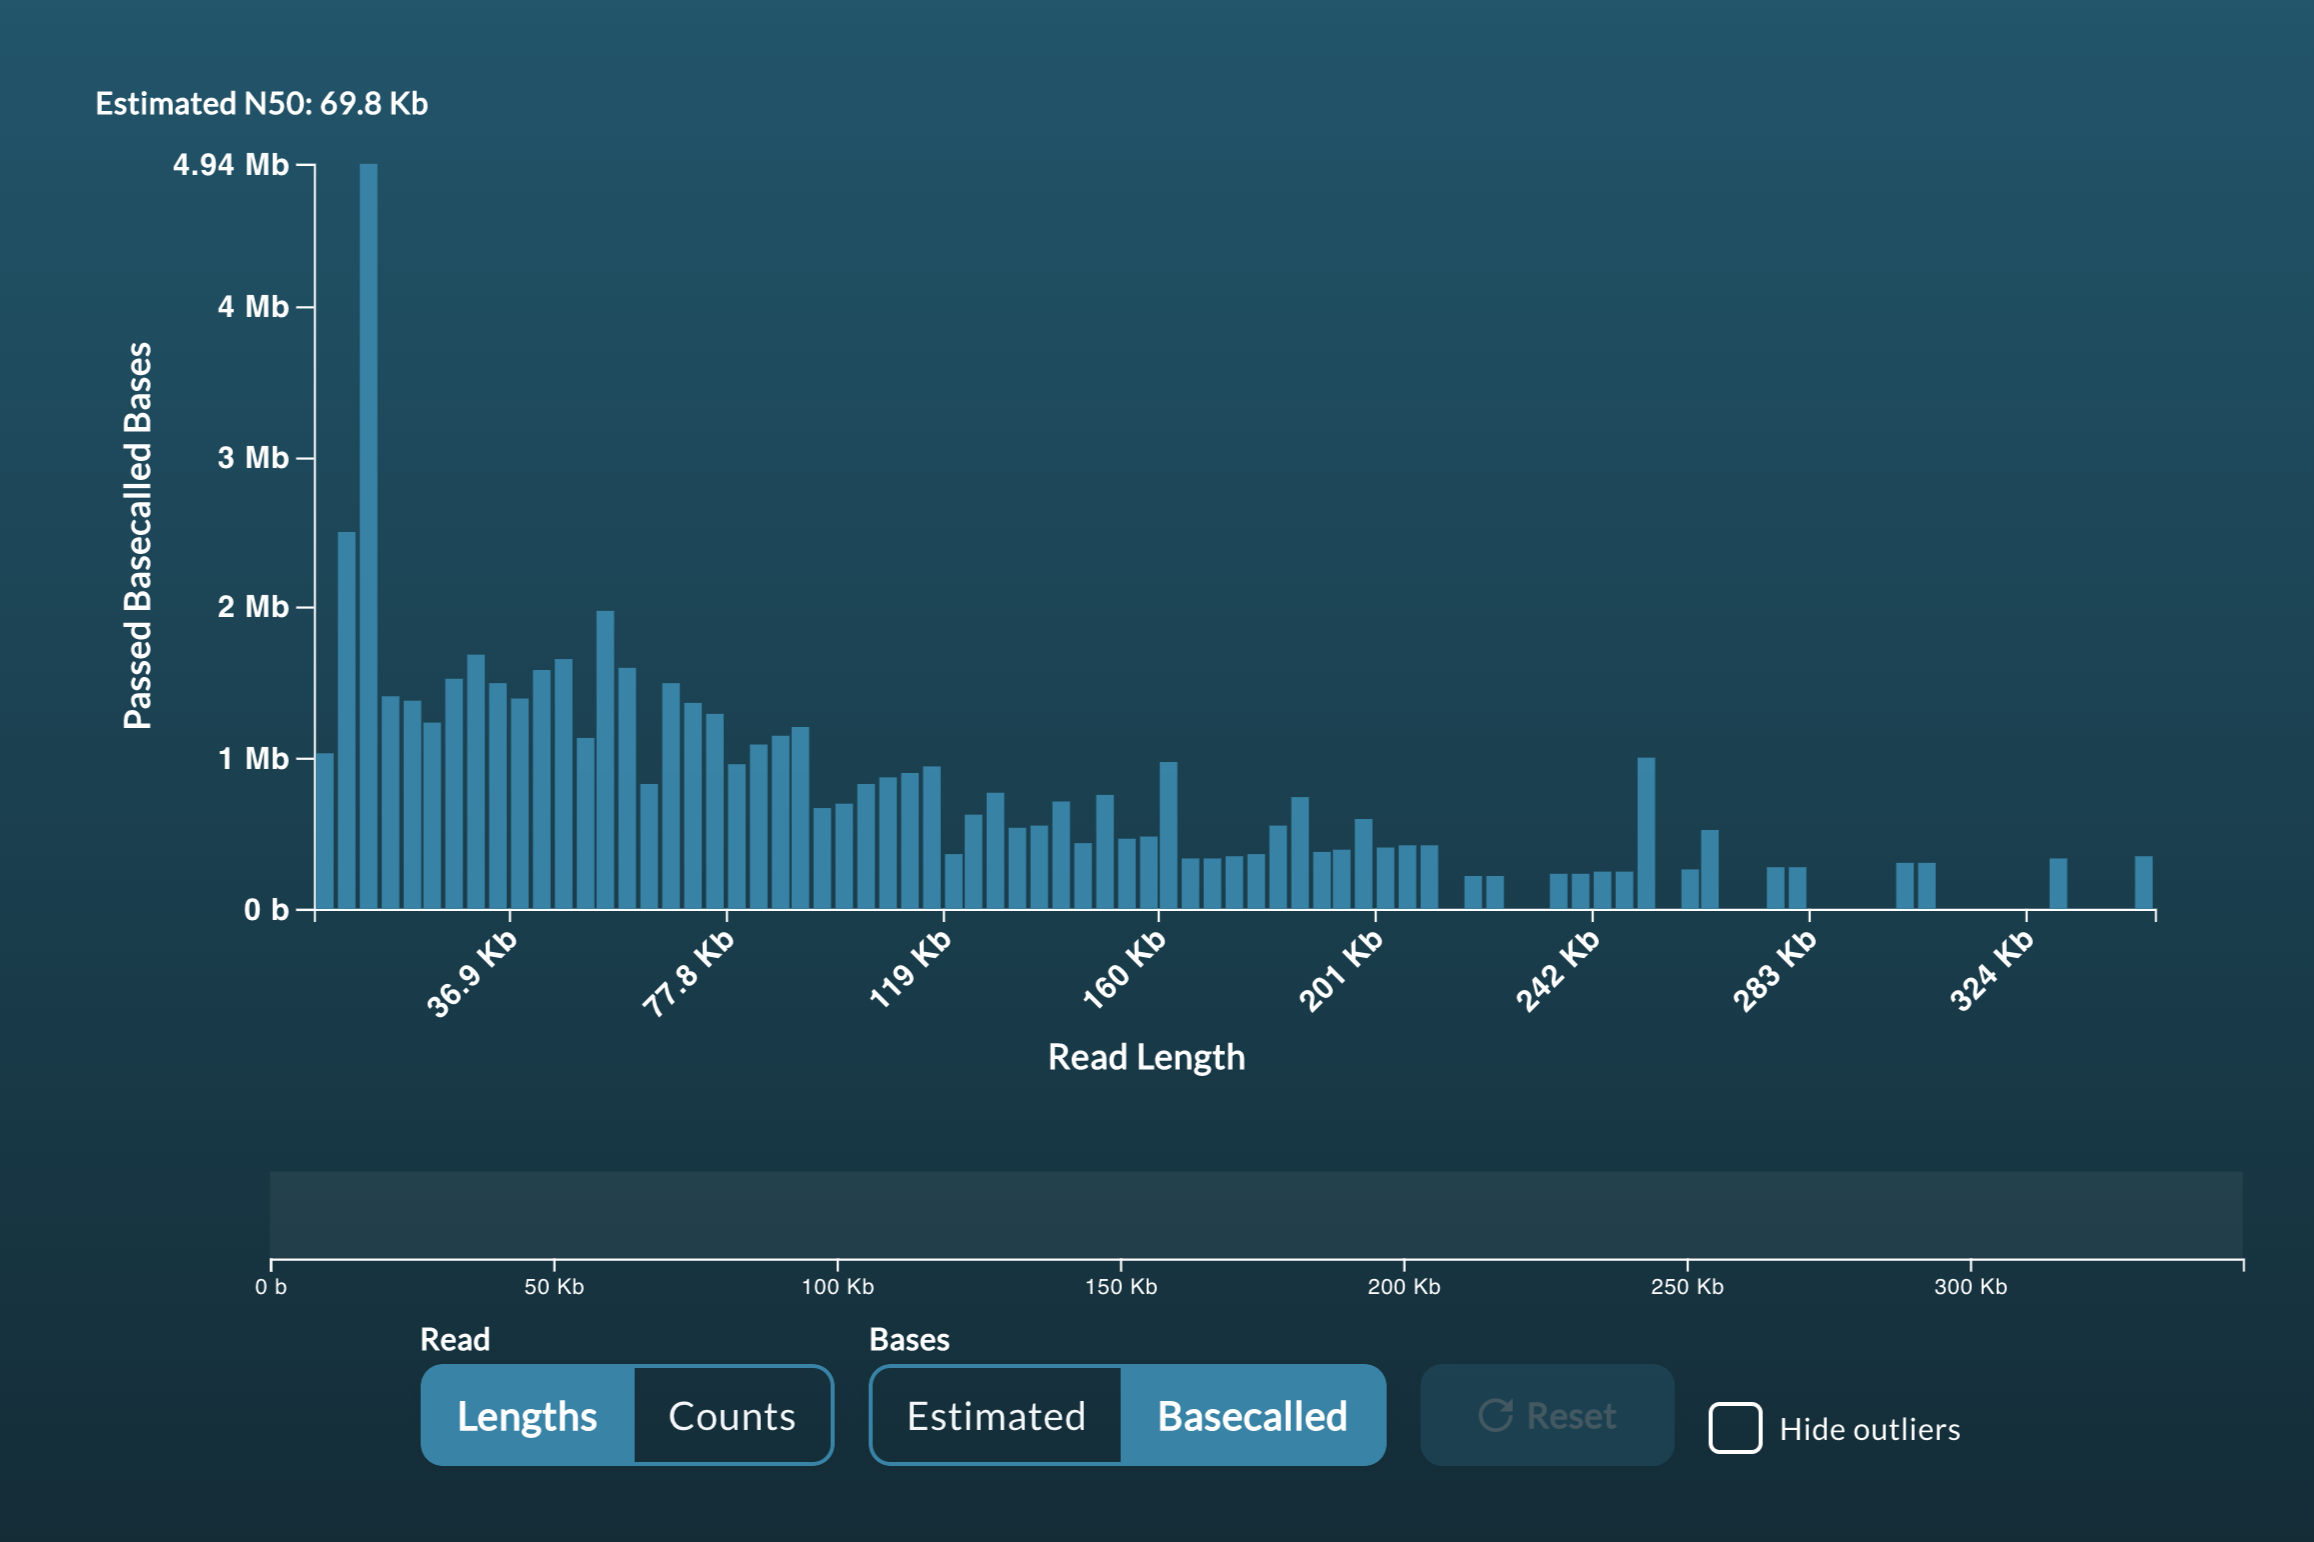 Estimated N50: 69.8 Kb
4.94 Mb
4 Mb
3 Mb
2 Mb
1 Mb
0 b
Passed Basecalled Bases
36.9 Kb
77.8 Kb
119 Kb
160 Kb
201 Kb
242 Kb
283 Kb
324 Kb
Read Length
0 b
50 Kb
100 Kb
150 Kb
200 Kb
250 Kb
300 Kb
Read
Bases
Lengths
Counts
Estimated
Basecalled
Reset
Hide outliers